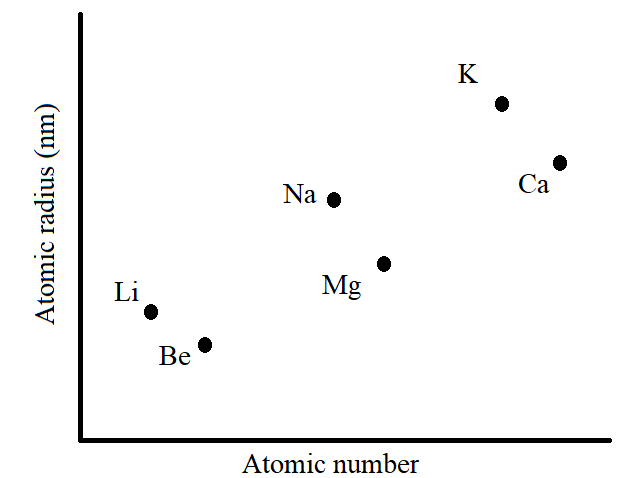 K
Ca
Na
Mg
Li
Be
Atomic radius (nm)
Atomic number